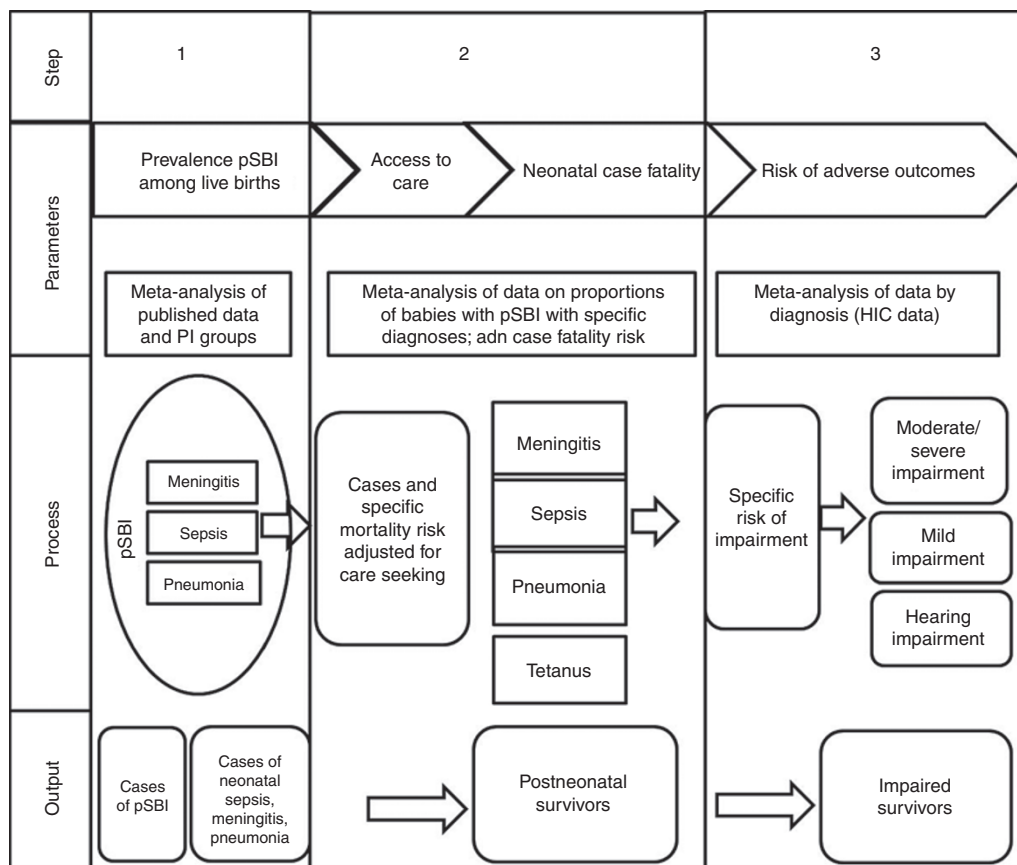 Step
1
2
3
Parameters
Prevalence pSBI
among live births
Access to
care
Neonatal case fatality
Risk of adverse outcomes
Meta-analysis of
published data
and PI groups
Meta-analysis of data on proportions
of babies with pSBI with specific
diagnoses; adn case fatality risk
Meta-analysis of data by
diagnosis (HIC data)
Process
pSBI
Meningitis
Sepsis
Pneumonia
Cases and
specific
mortality risk
adjusted for
care seeking
Meningitis
Sepsis
Pneumonia
Tetanus
Specific
risk of
impairment
Moderate/
severe
impairment
Mild
impairment
Hearing
impairment
Output
Cases
of pSBI
Cases of
neonatal
sepsis,
meningitis,
pneumonia
Postneonatal
survivors
Impaired
survivors